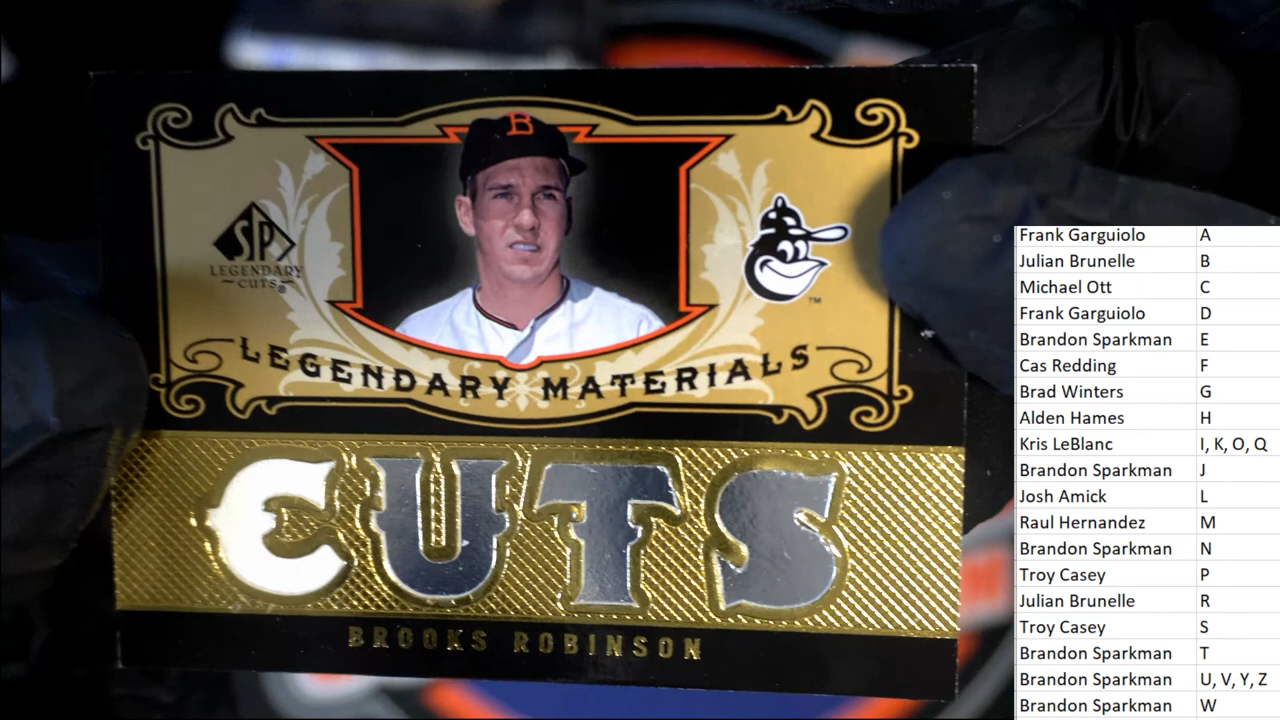 B
SP
LEGENDARY
CUTS®
TM
LEGENDARY MATERIALS
CUTS
BROOKS ROBINSON
Frank Garguiolo A
Julian Brunelle B
Michael Ott C
Frank Garguiolo D
Brandon Sparkman E
Cas Redding F
Brad Winters G
Alden Hames H
Kris LeBlanc I, K, O, Q
Brandon Sparkman J
Josh Amick L
Raul Hernandez M
Brandon Sparkman N
Troy Casey P
Julian Brunelle R
Troy Casey S
Brandon Sparkman T
Brandon Sparkman U, V, Y, Z
Brandon Sparkman W